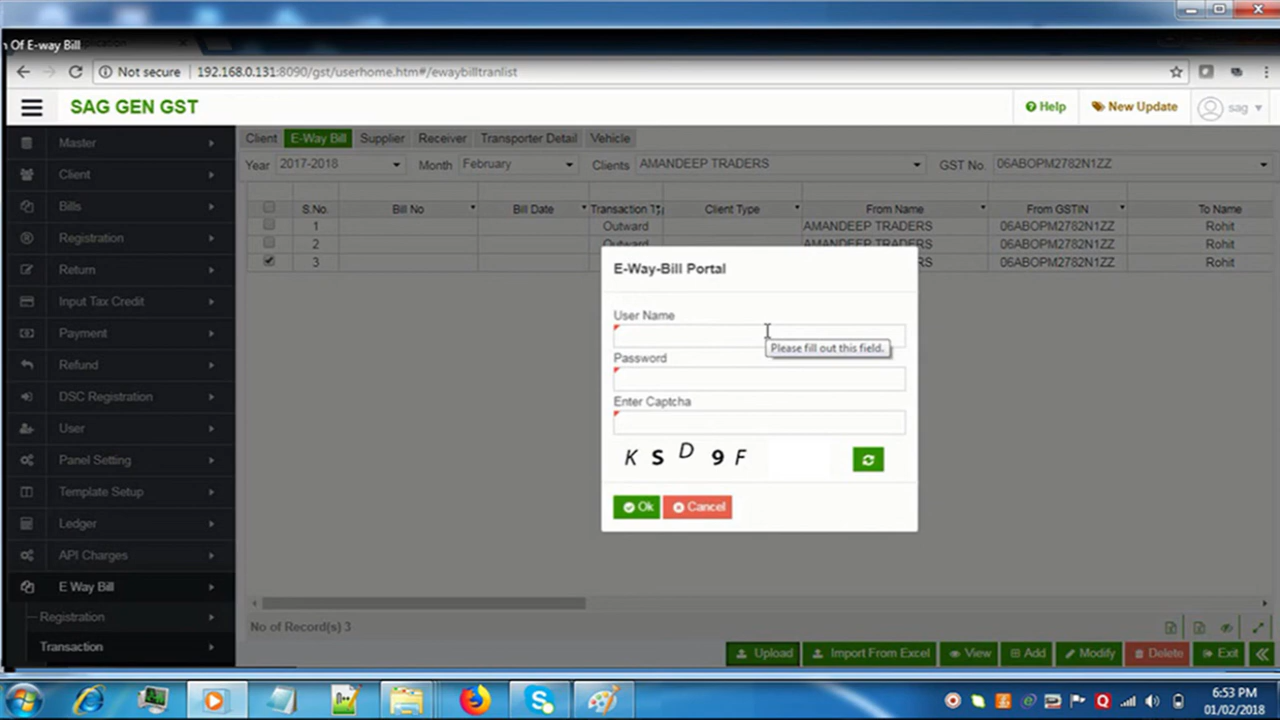 n Of E-way Bill
Not secure 192.168.0.131:8090/gst/userhome.htm#/ewaybilltranlist
SAG GEN GST Help New Update sag
Master Client E-Way Bill Supplier Receiver Transporter Detail Vehicle
Year 2017-2018 Month February Clients AMANDEEP TRADERS GST No. 06ABOPM2782N1ZZ
Client
Bills S.No. Bill No Bill Date Transaction Ty Client Type From Name From GSTIN To Name
1 Outward AMANDEEP TRADERS 06ABOPM2782N1ZZ Rohit
Registration 2 Outward AMANDEEP TRADERS 06ABOPM2782N1ZZ Rohit
3 06ABOPM2782N1ZZ Rohit
Return
E-Way-Bill Portal
Input Tax Credit
User Name
Payment
Please fill out this field.
Password
Refund
DSC Registration
Enter Captcha
User
K S D 9 F
Panel Setting
Template Setup
Ok Cancel
Ledger
API Charges
E Way Bill
Registration
No of Record(s) 3
Transaction
Upload Import From Excel View Add Modify Delete Exit
6:53 PM
01/02/2018